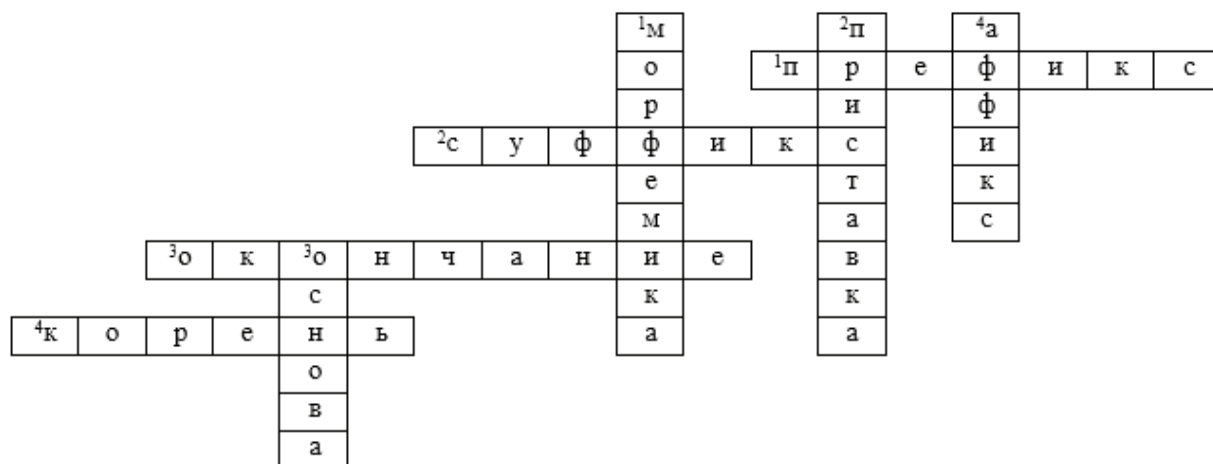 ¹м ²п ⁴а
о ¹п р е ф и к с
р и ф
²с у ф ф и к с и
е т к
м а с
³о к ³о н ч а н и е в
с к к
⁴к о р е н ь а а
о
в
а